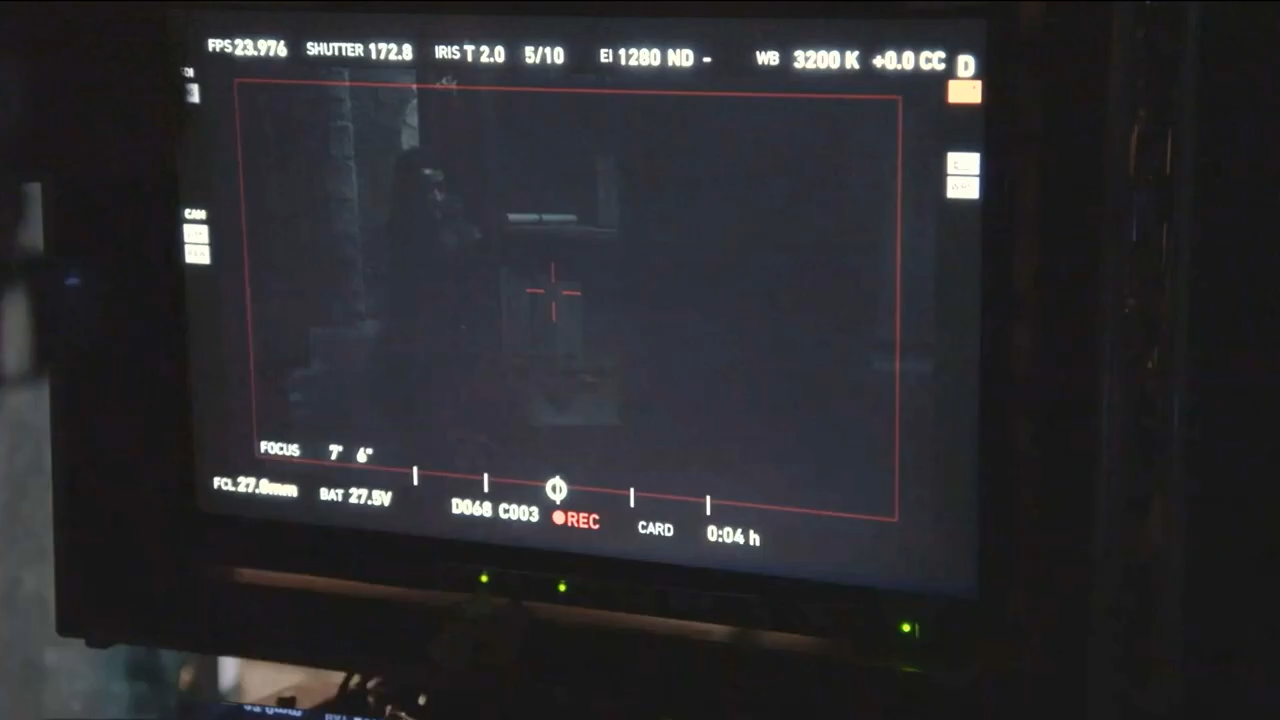 FPS 23.976 SHUTTER 172.8 IRIS T 2.0 5/10 EI 1280 ND - WB 3200 K +0.0 CC D
CAM
FOCUS 7' 6"
FCL 27.0mm BAT 27.5V D068 C003 REC CARD 0:04 h